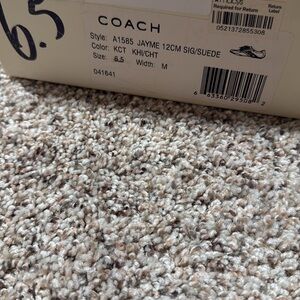 6.5
COACH
Style: A1585 JAYME 12CM SIG/SUEDE
Color: KCT KHI/CHT
Size: 6.5 Width: M
041641
Required for Return
Return
Label
0521372855308